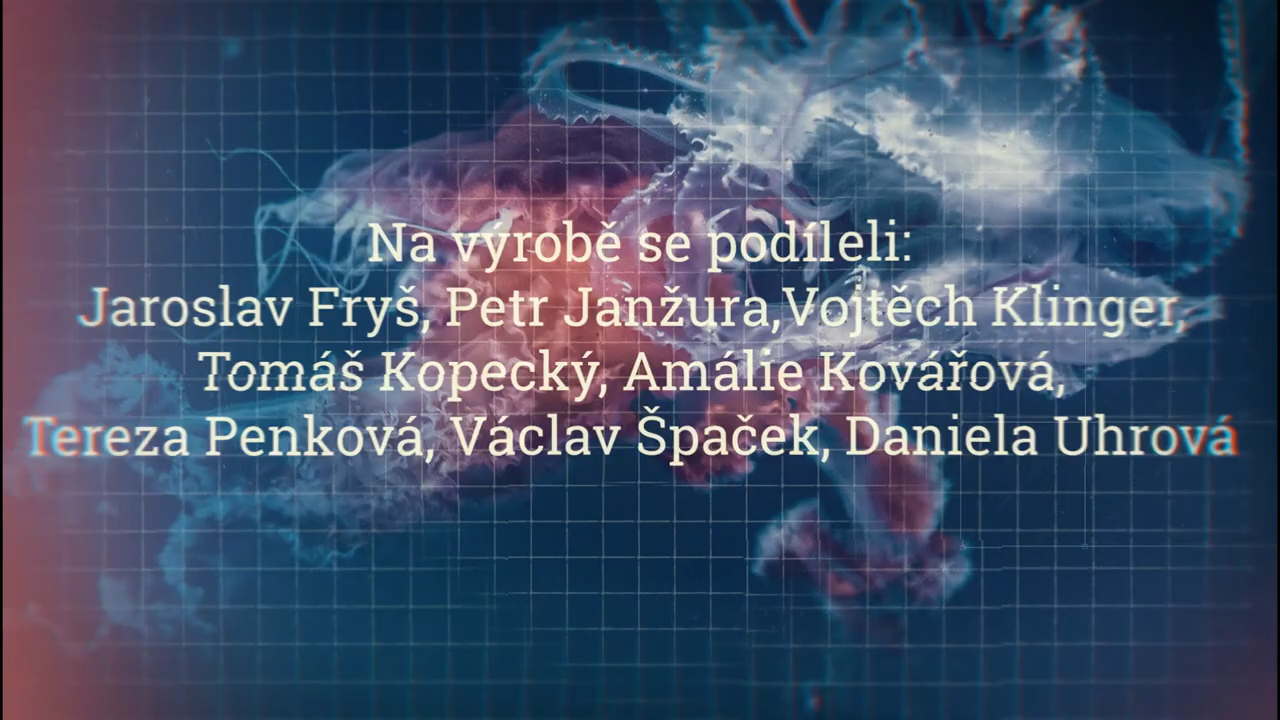 Na výrobě se podíleli:
Jaroslav Fryš, Petr Janžura,Vojtěch Klinger,
Tomáš Kopecký, Amálie Kovářová,
Tereza Penková, Václav Špaček, Daniela Uhrová